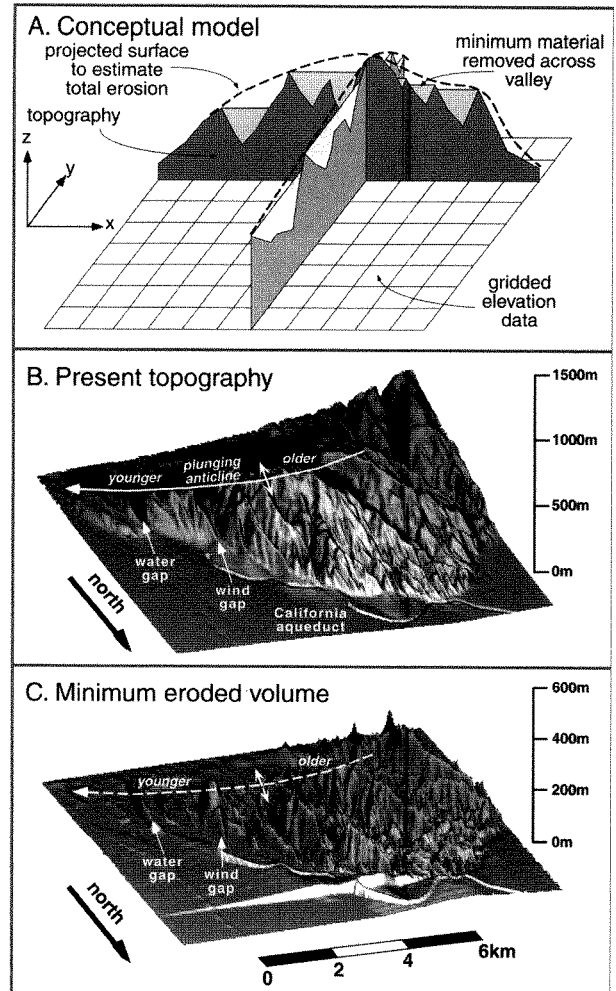 A. Conceptual model
projected surface
to estimate
total erosion
minimum material
removed across
valley
topography
z
y
x
gridded
elevation
data
B. Present topography
1500m
1000m
500m
0m
older
plunging
anticline
younger
water
gap
wind
gap
California
aqueduct
north
C. Minimum eroded volume
600m
400m
200m
0m
older
younger
water
gap
wind
gap
north
0
2
4
6km